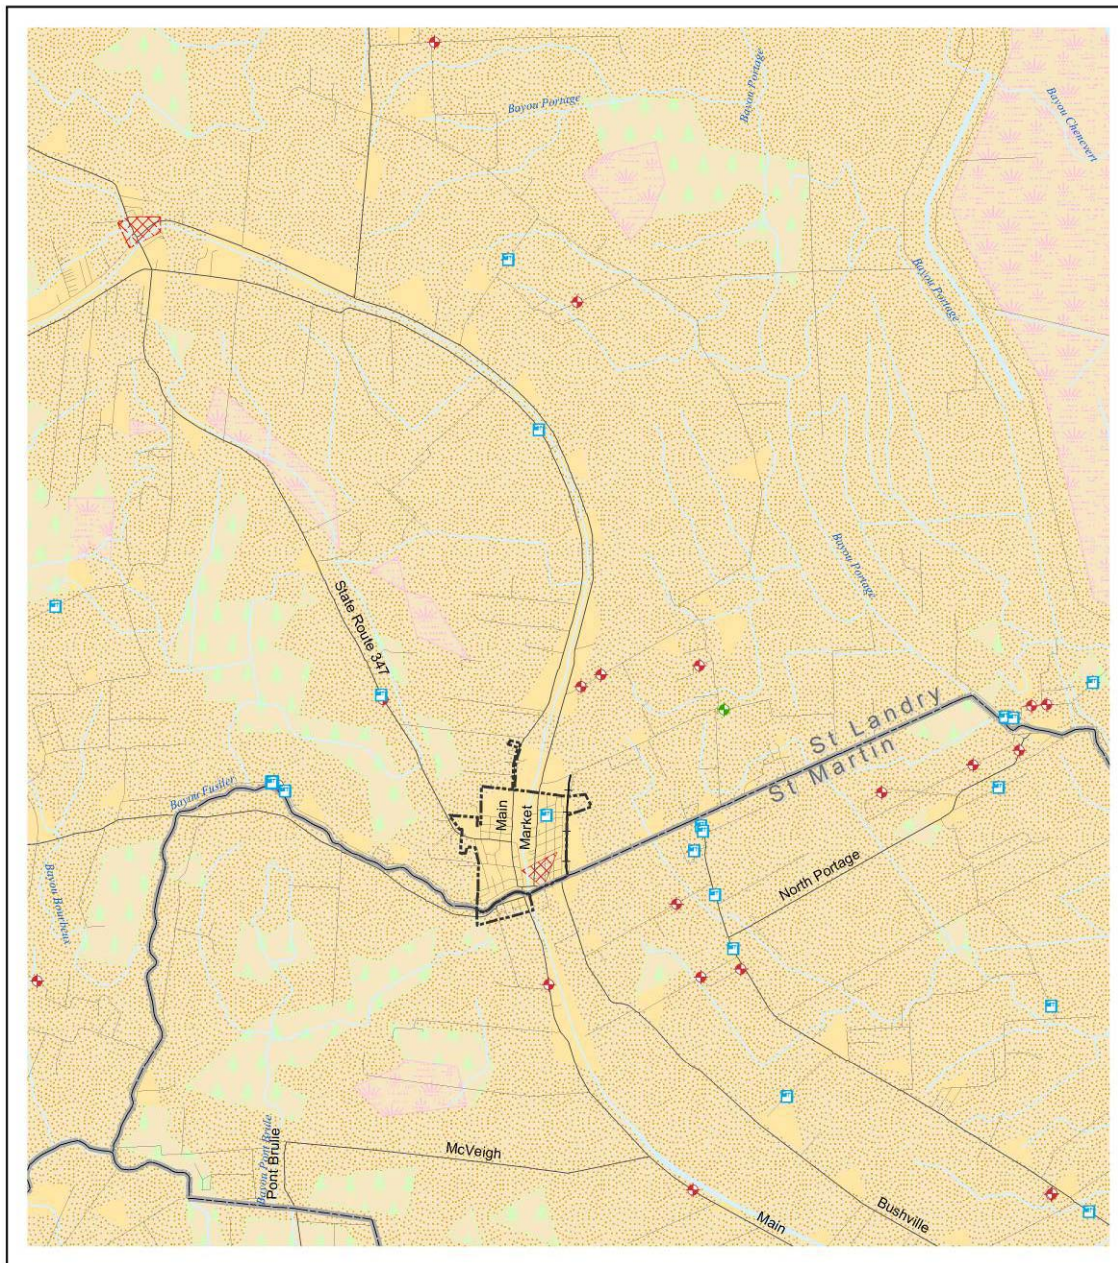 Bayou Portage
Bayou Portage
Bayou Chenevert
Bayou Portage
Bayou Portage
State Route 347
St Landry
St Martin
Bayou Fusilier
Main
Market
North Portage
Bayou Bourbeux
Bayou Pont Brule
Pont Brulie
McVeigh
Main
Bushville